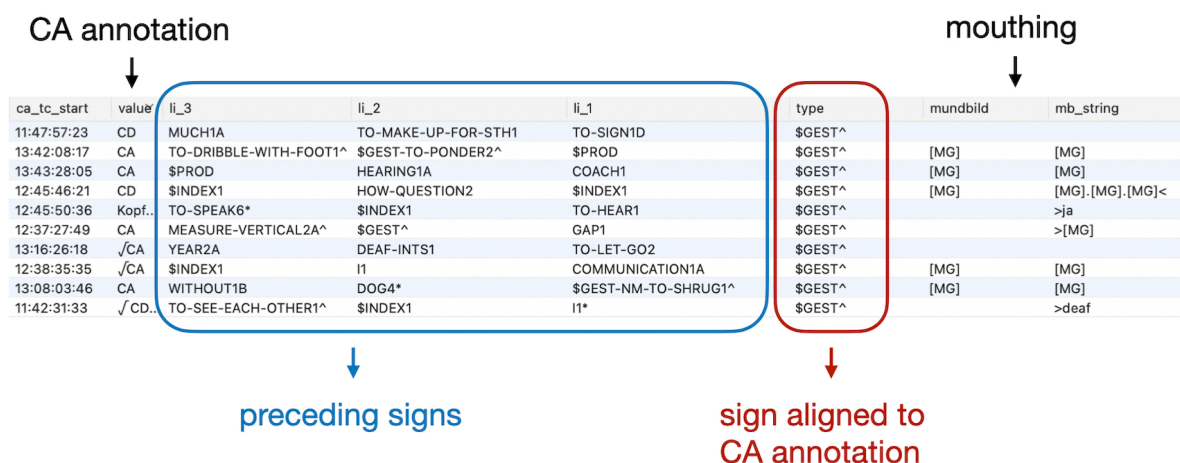 CA annotation
mouthing
ca_tc_start value li_3 li_2 li_1 type mundbild mb_string
11:47:57:23 CD MUCH1A TO-MAKE-UP-FOR-STH1 TO-SIGN1D $GEST^
13:42:08:17 CA TO-DRIBBLE-WITH-FOOT1^ $GEST-TO-PONDER2^ $PROD $GEST^ [MG] [MG]
13:43:28:05 CA $PROD HEARING1A COACH1 $GEST^ [MG] [MG]
12:45:46:21 CD $INDEX1 HOW-QUESTION2 $INDEX1 $GEST^ [MG] [MG].[MG].[MG]<
12:45:50:36 Kopf.. TO-SPEAK6* $INDEX1 TO-HEAR1 $GEST^ >ja
12:37:27:49 CA MEASURE-VERTICAL2A^ $GEST^ GAP1 $GEST^ >[MG]
13:16:26:18 √CA YEAR2A DEAF-INTS1 TO-LET-GO2 $GEST^
12:38:35:35 √CA $INDEX1 I1 COMMUNICATION1A $GEST^ [MG] [MG]
13:08:03:46 CA WITHOUT1B DOG4* $GEST-NM-TO-SHRUG1^ $GEST^ [MG] [MG]
11:42:31:33 √CD.. TO-SEE-EACH-OTHER1^ $INDEX1 I1* $GEST^ >deaf
preceding signs
sign aligned to
CA annotation